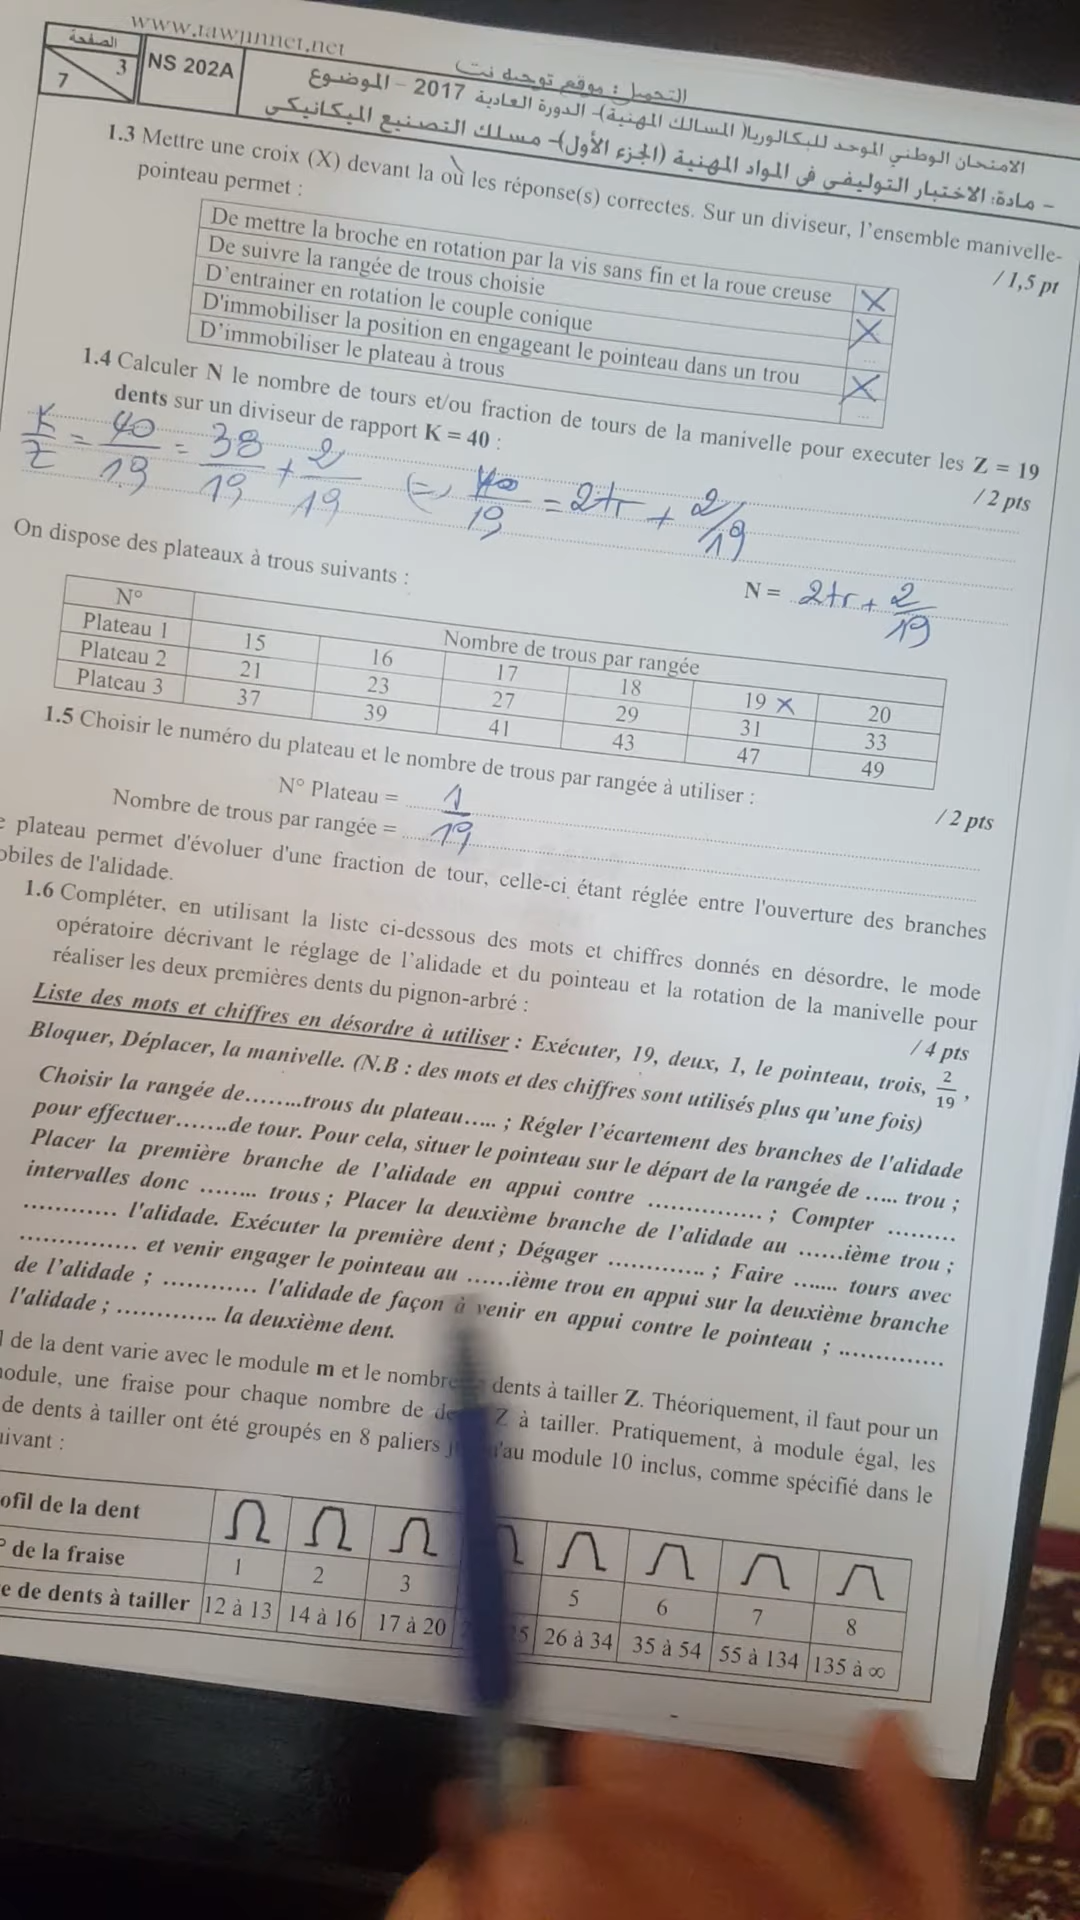 www.tawjihnet.net
التحميل : موقع توجيه نت
الصفحة
3
7
NS 202A
الامتحان الوطني الموحد للبكالوريا (المسالك المهنية)- الدورة العادية 2017 - الموضوع
- مادة: الاختبار التوليفي في المواد المهنية (الجزء الأول)- مسلك التصنيع الميكانيكي
1.3 Mettre une croix (X) devant la où les réponse(s) correctes. Sur un diviseur, l'ensemble manivelle-
pointeau permet :
/ 1,5 pt
De mettre la broche en rotation par la vis sans fin et la roue creuse X
De suivre la rangée de trous choisie X
D'entrainer en rotation le couple conique ...
D'immobiliser la position en engageant le pointeau dans un trou X
D'immobiliser le plateau à trous ...
1.4 Calculer N le nombre de tours et/ou fraction de tours de la manivelle pour executer les Z = 19
dents sur un diviseur de rapport K = 40 :
/ 2 pts
K/Z = 40/19 = 38/19 + 2/19 (=) 40/19 = 2tr + 2/19
N = 2tr + 2/19
On dispose des plateaux à trous suivants :
N° Nombre de trous par rangée
Plateau 1 15 16 17 18 19 X 20
Plateau 2 21 23 27 29 31 33
Plateau 3 37 39 41 43 47 49
1.5 Choisir le numéro du plateau et le nombre de trous par rangée à utiliser :
/ 2 pts
N° Plateau = 1
Nombre de trous par rangée = 19
plateau permet d'évoluer d'une fraction de tour, celle-ci étant réglée entre l'ouverture des branches
obiles de l'alidade.
1.6 Compléter, en utilisant la liste ci-dessous des mots et chiffres donnés en désordre, le mode
opératoire décrivant le réglage de l'alidade et du pointeau et la rotation de la manivelle pour
réaliser les deux premières dents du pignon-arbré :
/ 4 pts
Liste des mots et chiffres en désordre à utiliser : Exécuter, 19, deux, 1, le pointeau, trois, 2/19,
Bloquer, Déplacer, la manivelle. (N.B : des mots et des chiffres sont utilisés plus qu'une fois)
Choisir la rangée de........trous du plateau..... ; Régler l'écartement des branches de l'alidade
pour effectuer.......de tour. Pour cela, situer le pointeau sur le départ de la rangée de ..... trou ;
Placer la première branche de l'alidade en appui contre ............... ; Compter .........
intervalles donc ........ trous ; Placer la deuxième branche de l'alidade au ......ième trou ;
............ l'alidade. Exécuter la première dent ; Dégager ............. ; Faire ....... tours avec
............... et venir engager le pointeau au ......ième trou en appui sur la deuxième branche
de l'alidade ; ............ l'alidade de façon à venir en appui contre le pointeau ; .............
l'alidade ; ............. la deuxième dent.
l de la dent varie avec le module m et le nombre dents à tailler Z. Théoriquement, il faut pour un
odule, une fraise pour chaque nombre de de Z à tailler. Pratiquement, à module égal, les
de dents à tailler ont été groupés en 8 paliers j 'au module 10 inclus, comme spécifié dans le
uivant :
ofil de la dent
° de la fraise 1 2 3 5 6 7 8
e de dents à tailler 12 à 13 14 à 16 17 à 20 2 5 26 à 34 35 à 54 55 à 134 135 à ∞